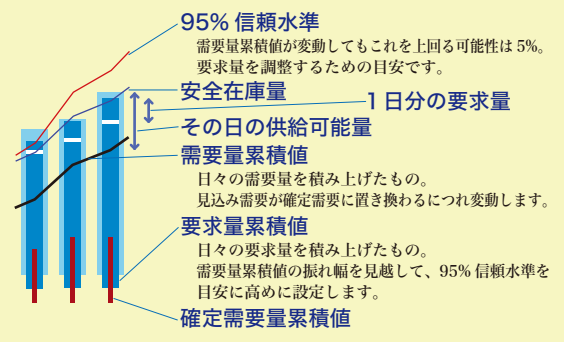 95% 信頼水準
需要量累積値が変動してもこれを上回る可能性は 5%。
要求量を調整するための目安です。
安全在庫量
1 日分の要求量
その日の供給可能量
需要量累積値
日々の需要量を積み上げたもの。
見込み需要が確定需要に置き換わるにつれ変動します。
要求量累積値
日々の要求量を積み上げたもの。
需要量累積値の振れ幅を見越して、95% 信頼水準を
目安に高めに設定します。
確定需要量累積値